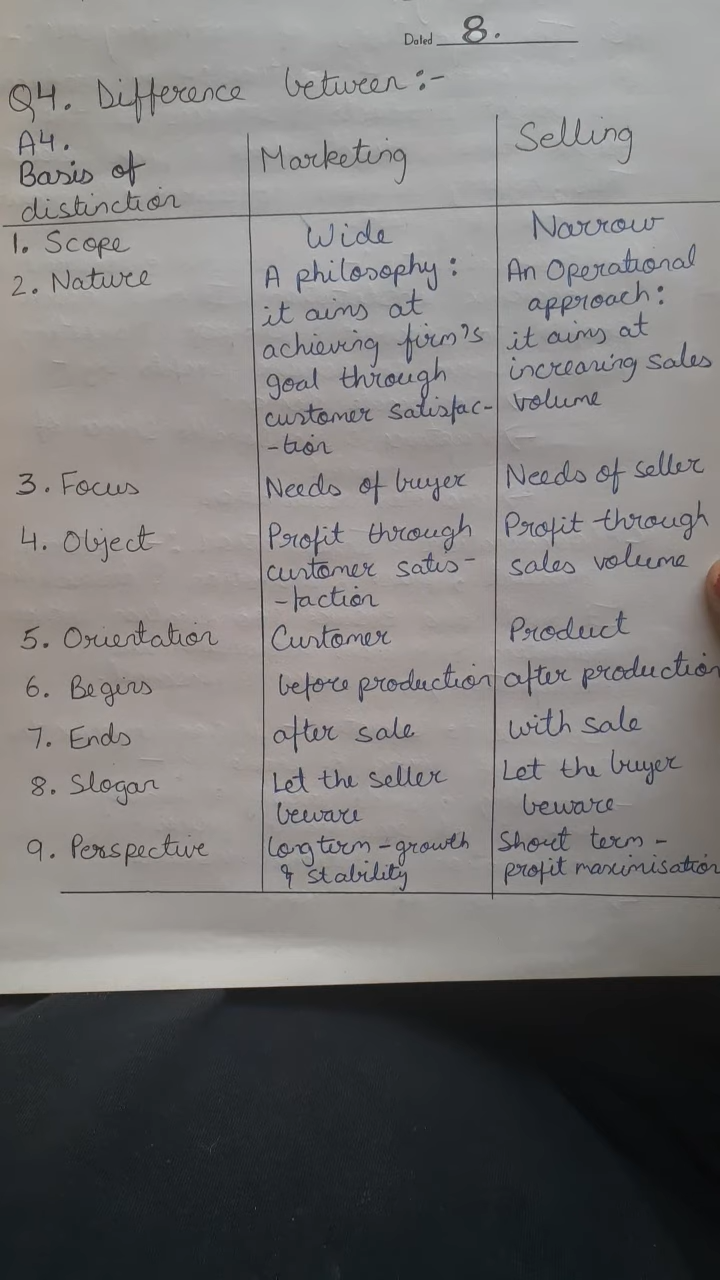 Dated 8.
Q4. Difference between :-
A4.
Basis of distinction
Marketing
Selling
1. Scope
Wide
Narrow
2. Nature
A philosophy :
it aims at
achieving firm's
goal through
customer satisfac-
-tion
An Operational
approach :
it aims at
increasing sales
volume
3. Focus
Needs of buyer
Needs of seller
4. Object
Profit through
customer satis-
-faction
Profit through
sales volume
5. Orientation
Customer
Product
6. Begins
before production
after production
7. Ends
after sale
with sale
8. Slogan
Let the seller
beware
Let the buyer
beware
9. Perspective
Long term - growth
& stability
Short term -
profit maximisation